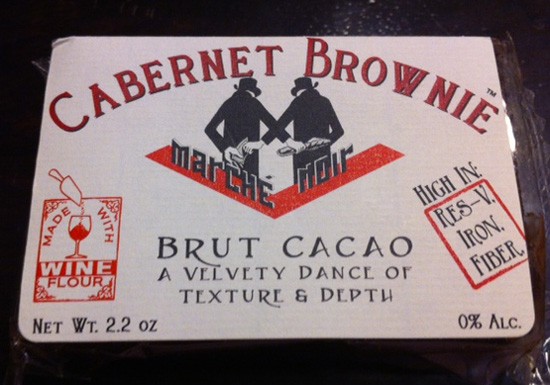 CABERNET BROWNIE™
MARCHE NOIR
BRUT CACAO
A VELVETY DANCE OF
TEXTURE & DEPTH
MADE WITH
WINE
FLOUR
HIGH IN:
RES-V.
IRON.
FIBER.
NET WT. 2.2 OZ
0% ALC.